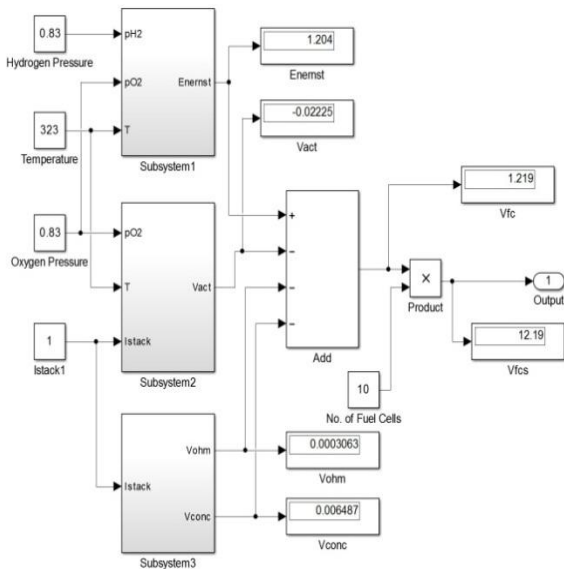 0.83
Hydrogen Pressure
323
Temperature
0.83
Oxygen Pressure
1
Istack1
pH2
pO2
T
Enernst
Subsystem1
pO2
T
Istack
Vact
Subsystem2
Istack
Vohm
Vconc
Subsystem3
1.204
Enernst
-0.02225
Vact
+
−
−
−
Add
10
No. of Fuel Cells
×
Product
1.219
Vfc
1
Output
12.19
Vfcs
0.0003063
Vohm
0.006487
Vconc